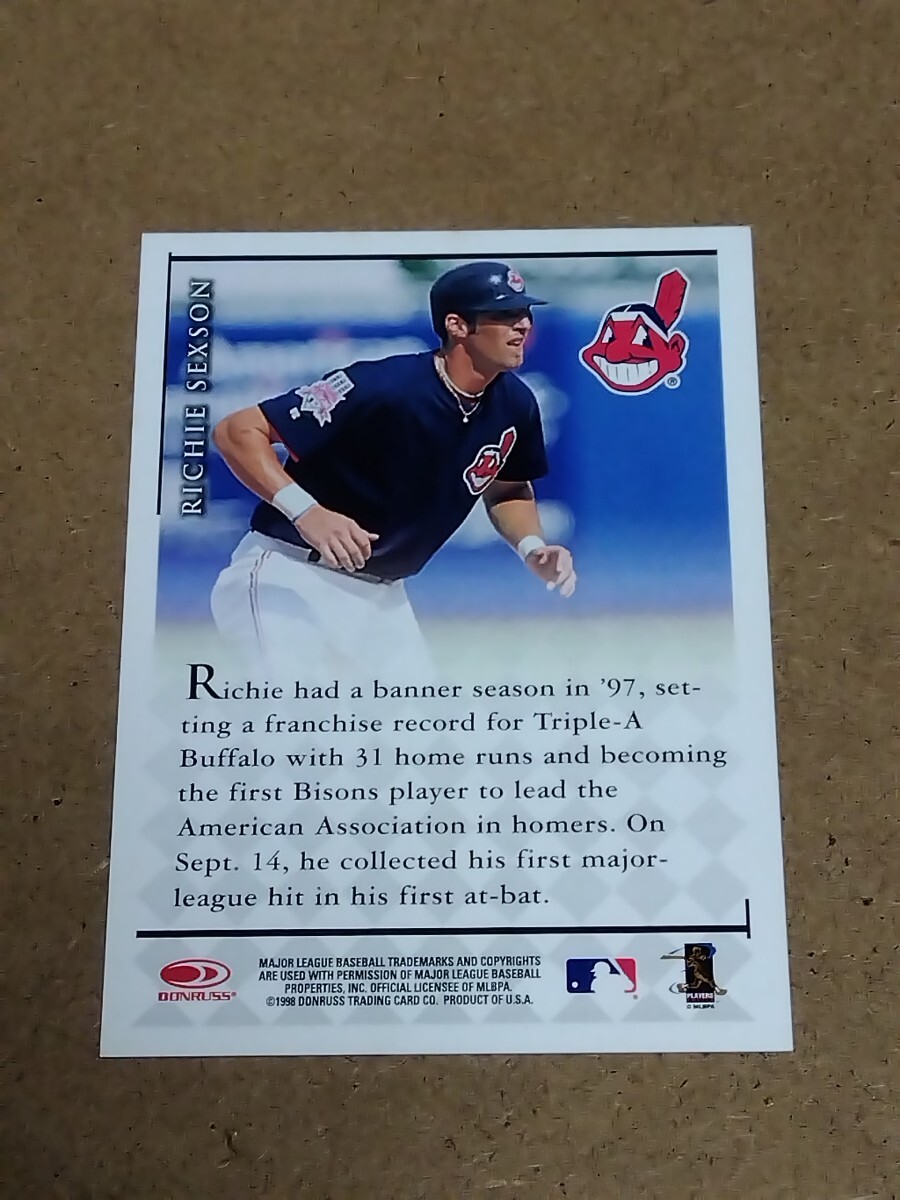 RICHIE SEXSON
Richie had a banner season in '97, set-
ting a franchise record for Triple-A
Buffalo with 31 home runs and becoming
the first Bisons player to lead the
American Association in homers. On
Sept. 14, he collected his first major-
league hit in his first at-bat.
DONRUSS®
MAJOR LEAGUE BASEBALL TRADEMARKS AND COPYRIGHTS
ARE USED WITH PERMISSION OF MAJOR LEAGUE BASEBALL
PROPERTIES, INC. OFFICIAL LICENSEE OF MLBPA.
©1998 DONRUSS TRADING CARD CO. PRODUCT OF U.S.A.
PLAYERS
© MLBPA